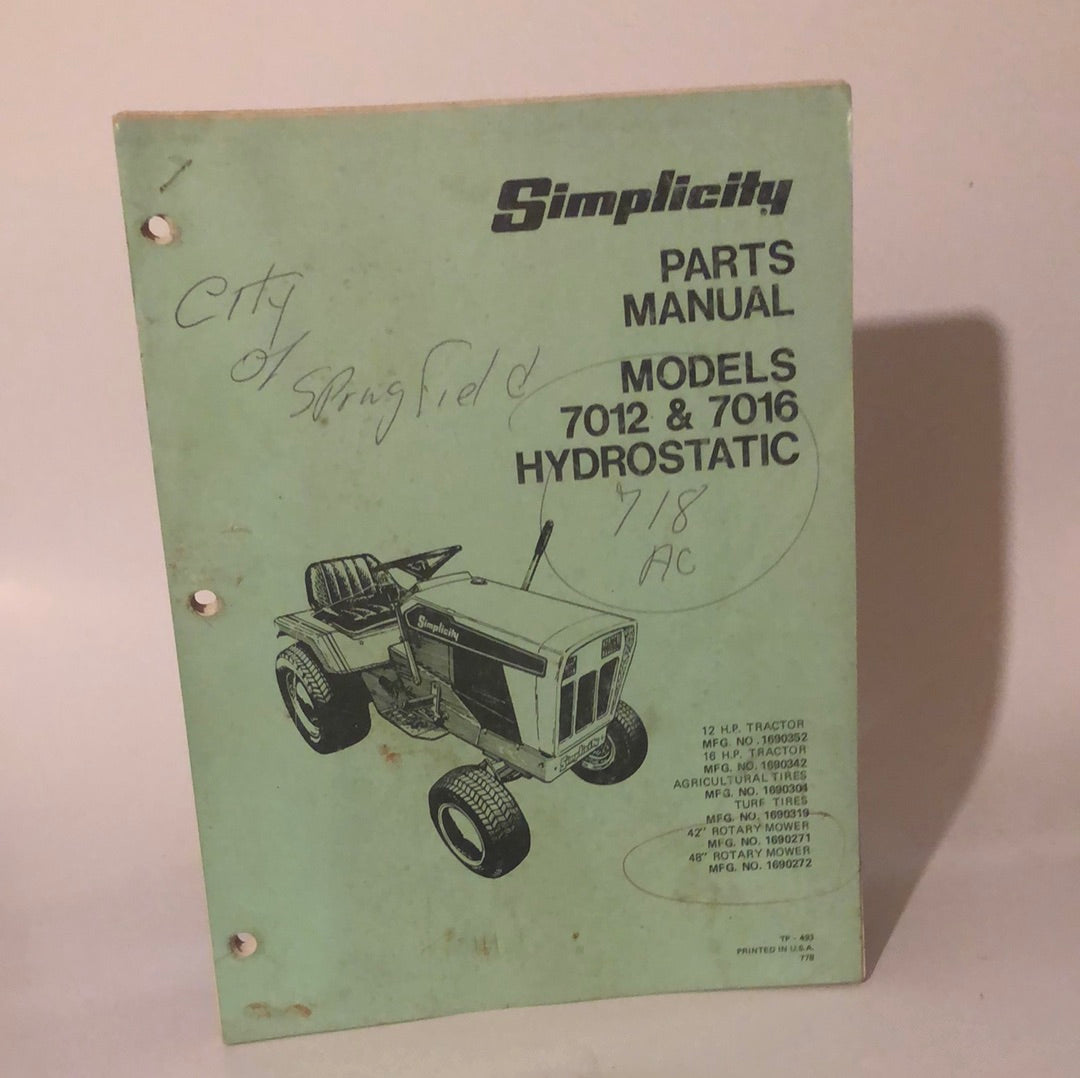 Simplicity
PARTS
MANUAL
MODELS
7012 & 7016
HYDROSTATIC
City
of
Springfield
718
AC
Simplicity
Simplicity
12 H.P. TRACTOR
MFG. NO. 1690352
16 H.P. TRACTOR
MFG. NO. 1690342
AGRICULTURAL TIRES
MFG. NO. 1690304
TURF TIRES
MFG. NO. 1690319
42" ROTARY MOWER
MFG. NO. 1690271
48" ROTARY MOWER
MFG. NO. 1690272
TP - 493
PRINTED IN U.S.A.
778